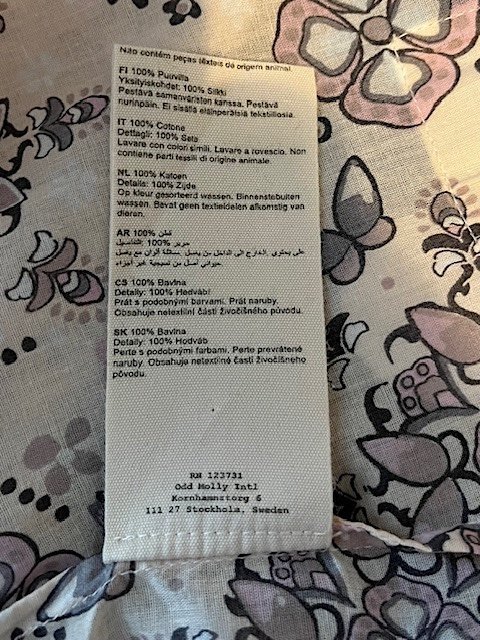 Não contém peças têxteis de origem animal.
FI 100% Puuvilla
Yksityiskohdet: 100% Silkki
Pestävä samanväristen kanssa. Pestävä
nurinpäin. Ei sisällä eläinperäisiä tekstiiliosia.
IT 100% Cotone
Dettagli: 100% Seta
Lavare con colori simili. Lavare a rovescio. Non
contiene parti tessili di origine animale.
NL 100% Katoen
Details: 100% Zijde
Op kleur gesorteerd wassen. Binnenstebuiten
wassen. Bevat geen textieldelen afkomstig van
dieren.
AR 100% قطن
حرير 100% :التفاصيل
CS 100% Bavlna
Detaily: 100% Hedvábí
Prát s podobnými barvami. Prát naruby.
Obsahuje netextilní části živočišného původu.
SK 100% Bavlna
Detaily: 100% Hodváb
Perte s podobnými farbami. Perte prevrátené
naruby. Obsahuje netextilné časti živočíšneho
pôvodu.
RN 123731
Odd Molly Intl
Kornhamnstorg 6
111 27 Stockholm, Sweden